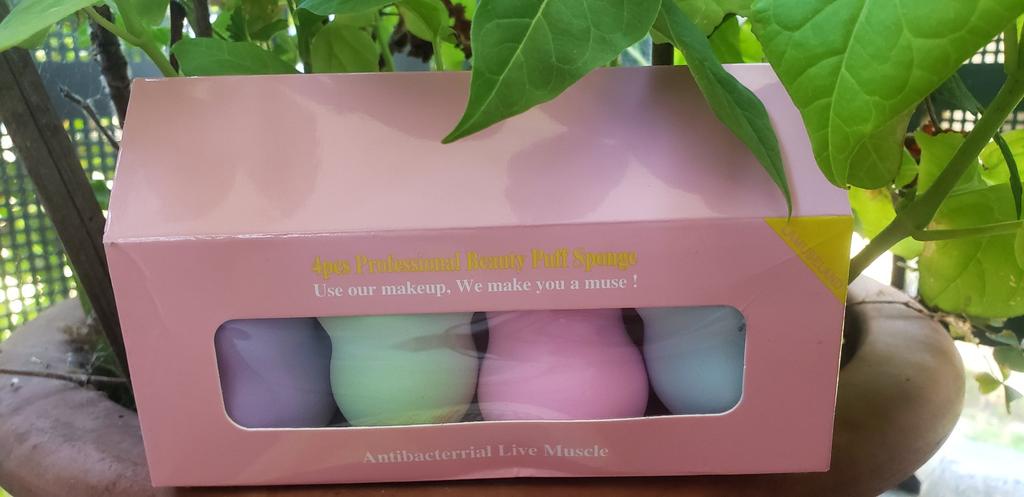 4pcs Professional Beauty Puff Sponge
Use our makeup, We make you a muse !
Antibacterrial Live Muscle